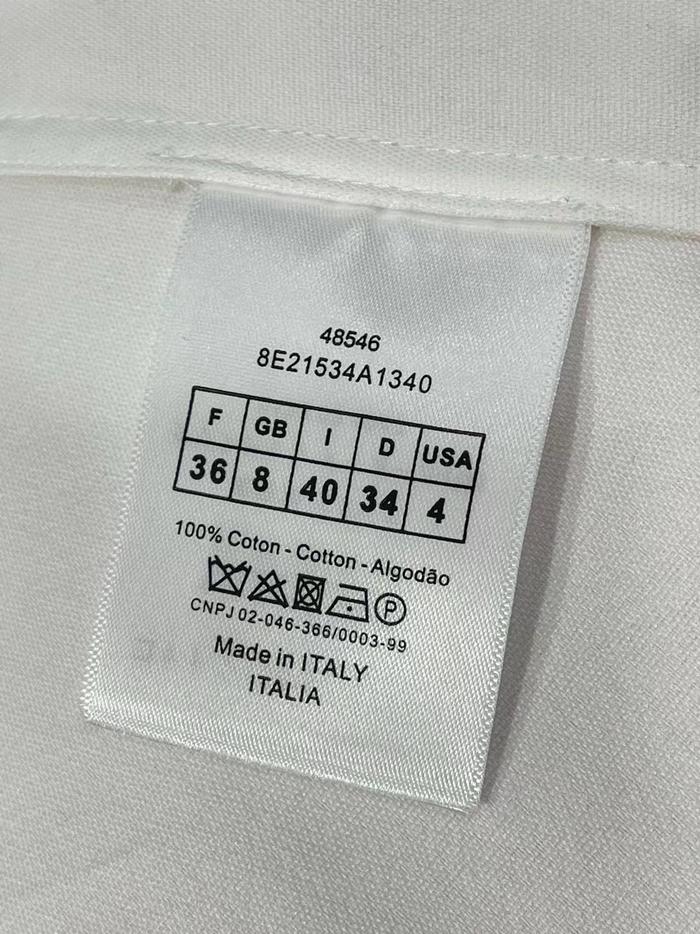 48546
8E21534A1340
F GB I D USA
36 8 40 34 4
100% Coton - Cotton - Algodão
P
CNPJ 02-046-366/0003-99
Made in ITALY
ITALIA